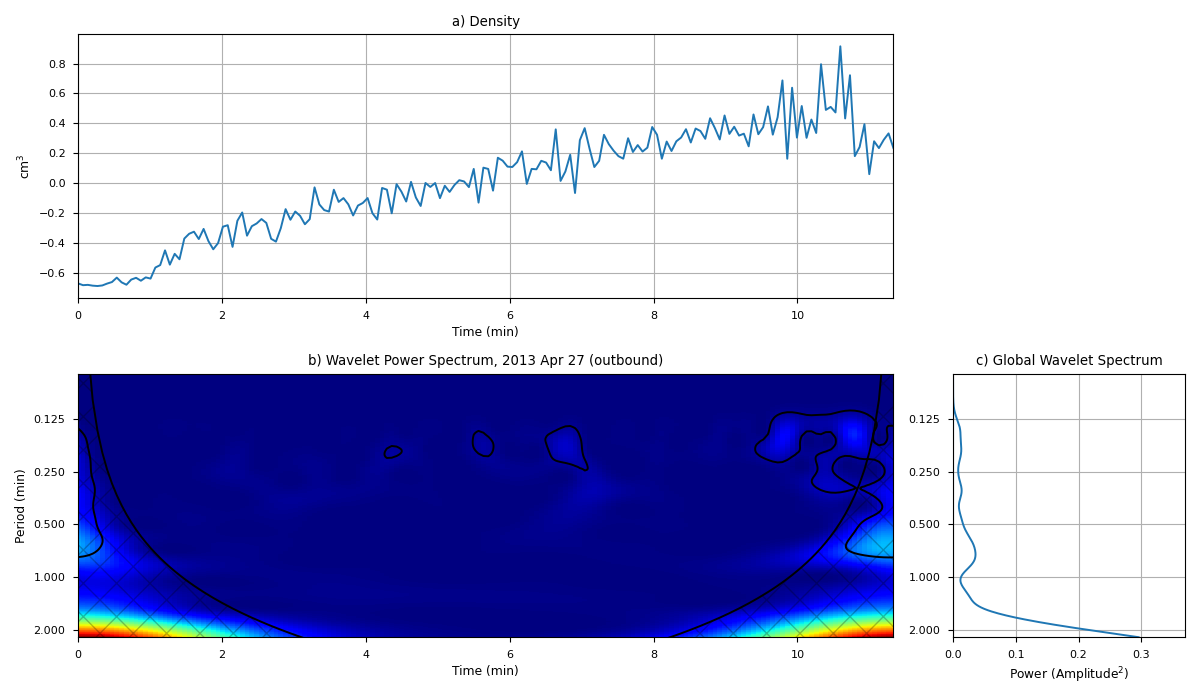 a) Density
cm³
0.8
0.6
0.4
0.2
0.0
−0.2
−0.4
−0.6
0 2 4 6 8 10
Time (min)
b) Wavelet Power Spectrum, 2013 Apr 27 (outbound)
Period (min)
0.125
0.250
0.500
1.000
2.000
0 2 4 6 8 10
Time (min)
c) Global Wavelet Spectrum
0.125
0.250
0.500
1.000
2.000
0.0 0.1 0.2 0.3
Power (Amplitude²)